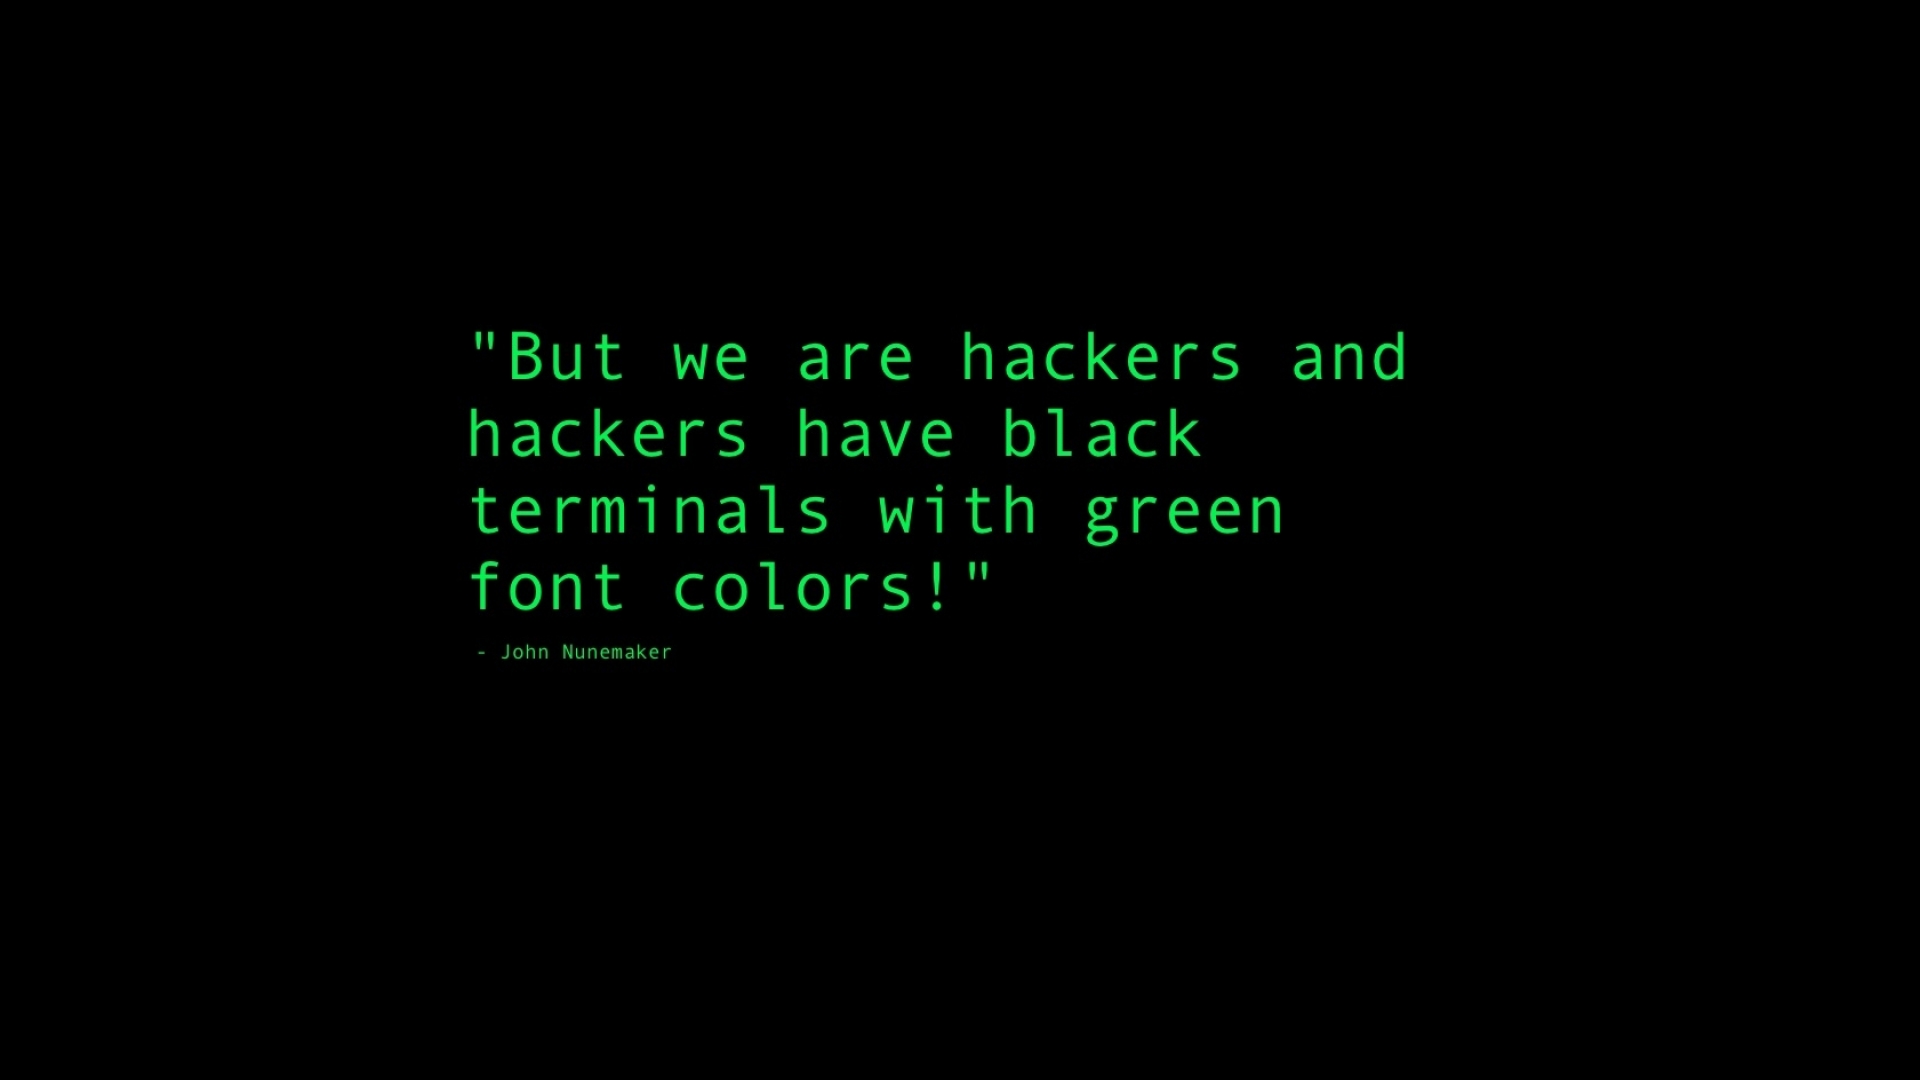 "But we are hackers and
hackers have black
terminals with green
font colors!"
- John Nunemaker